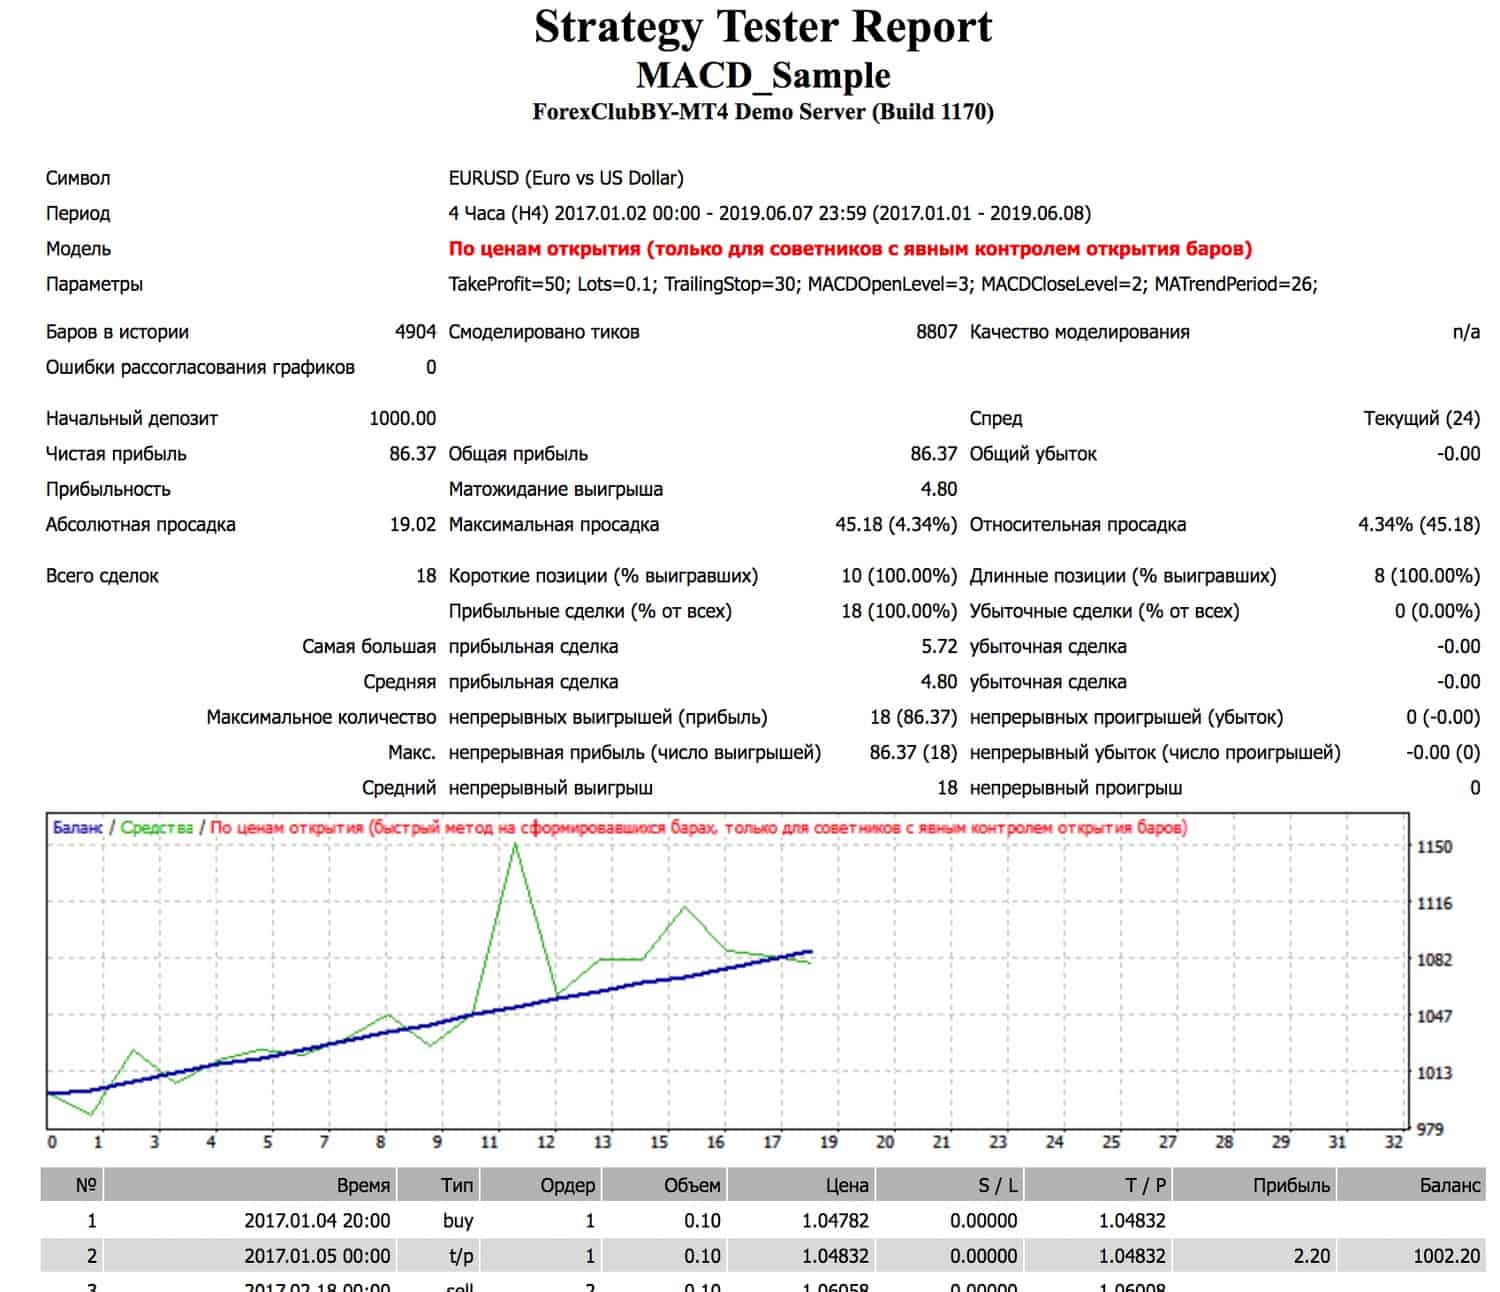 Strategy Tester Report
MACD_Sample
ForexClubBY-MT4 Demo Server (Build 1170)
Символ EURUSD (Euro vs US Dollar)
Период 4 Часа (H4) 2017.01.02 00:00 - 2019.06.07 23:59 (2017.01.01 - 2019.06.08)
Модель По ценам открытия (только для советников с явным контролем открытия баров)
Параметры TakeProfit=50; Lots=0.1; TrailingStop=30; MACDOpenLevel=3; MACDCloseLevel=2; MATrendPeriod=26;
Баров в истории 4904 Смоделировано тиков 8807 Качество моделирования n/a
Ошибки рассогласования графиков 0
Начальный депозит 1000.00 Спред Текущий (24)
Чистая прибыль 86.37 Общая прибыль 86.37 Общий убыток -0.00
Прибыльность Матожидание выигрыша 4.80
Абсолютная просадка 19.02 Максимальная просадка 45.18 (4.34%) Относительная просадка 4.34% (45.18)
Всего сделок 18 Короткие позиции (% выигравших) 10 (100.00%) Длинные позиции (% выигравших) 8 (100.00%)
Прибыльные сделки (% от всех) 18 (100.00%) Убыточные сделки (% от всех) 0 (0.00%)
Самая большая прибыльная сделка 5.72 убыточная сделка -0.00
Средняя прибыльная сделка 4.80 убыточная сделка -0.00
Максимальное количество непрерывных выигрышей (прибыль) 18 (86.37) непрерывных проигрышей (убыток) 0 (-0.00)
Макс. непрерывная прибыль (число выигрышей) 86.37 (18) непрерывный убыток (число проигрышей) -0.00 (0)
Средний непрерывный выигрыш 18 непрерывный проигрыш 0
Баланс / Средства / По ценам открытия (быстрый метод на сформировавшихся барах, только для советников с явным контролем открытия баров)
1150
1116
1082
1047
1013
979
0 1 3 4 5 7 8 9 11 12 13 15 16 17 19 20 21 23 24 25 27 28 29 31 32
№ Время Тип Ордер Объем Цена S / L T / P Прибыль Баланс
1 2017.01.04 20:00 buy 1 0.10 1.04782 0.00000 1.04832
2 2017.01.05 00:00 t/p 1 0.10 1.04832 0.00000 1.04832 2.20 1002.20
3 2017.02.18 00:00 sell 2 0.10 1.06058 0.00000 1.06008